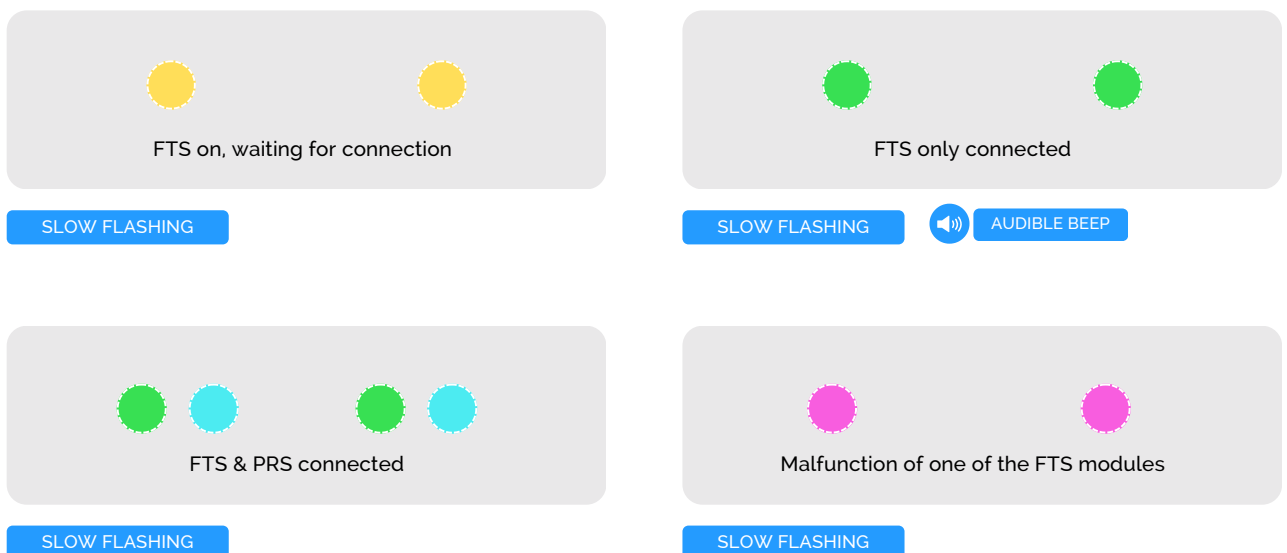 FTS on, waiting for connection
SLOW FLASHING
FTS only connected
SLOW FLASHING
AUDIBLE BEEP
FTS & PRS connected
SLOW FLASHING
Malfunction of one of the FTS modules
SLOW FLASHING